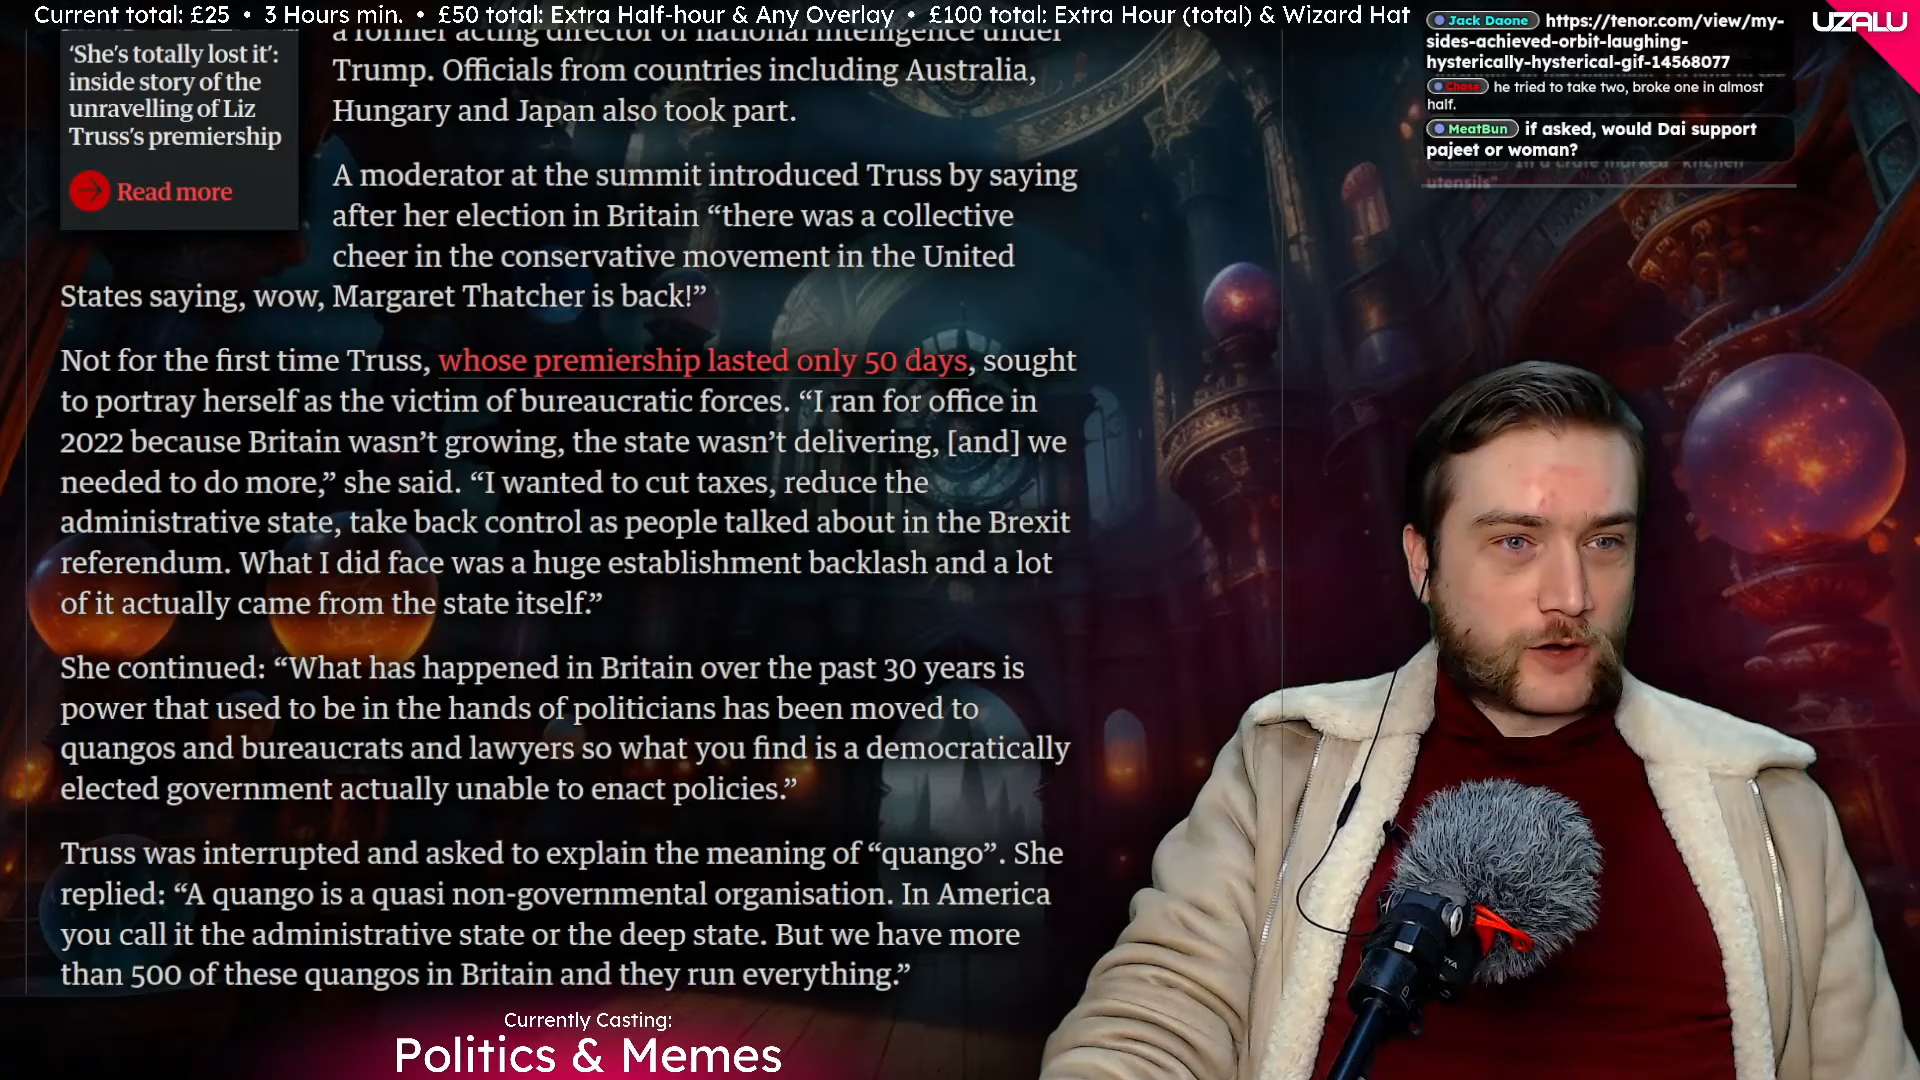 Current total: £25 • 3 Hours min. • £50 total: Extra Half-hour & Any Overlay • £100 total: Extra Hour (total) & Wizard Hat
‘She’s totally lost it’:
inside story of the
unravelling of Liz
Truss’s premiership
Read more
a former acting director of national intelligence under
Trump. Officials from countries including Australia,
Hungary and Japan also took part.
A moderator at the summit introduced Truss by saying
after her election in Britain “there was a collective
cheer in the conservative movement in the United
States saying, wow, Margaret Thatcher is back!”
Not for the first time Truss, whose premiership lasted only 50 days, sought
to portray herself as the victim of bureaucratic forces. “I ran for office in
2022 because Britain wasn’t growing, the state wasn’t delivering, [and] we
needed to do more,” she said. “I wanted to cut taxes, reduce the
administrative state, take back control as people talked about in the Brexit
referendum. What I did face was a huge establishment backlash and a lot
of it actually came from the state itself.”
She continued: “What has happened in Britain over the past 30 years is
power that used to be in the hands of politicians has been moved to
quangos and bureaucrats and lawyers so what you find is a democratically
elected government actually unable to enact policies.”
Truss was interrupted and asked to explain the meaning of “quango”. She
replied: “A quango is a quasi non-governmental organisation. In America
you call it the administrative state or the deep state. But we have more
than 500 of these quangos in Britain and they run everything.”
Currently Casting:
Politics & Memes
Jack Daone https://tenor.com/view/my-
sides-achieved-orbit-laughing-
hysterically-hysterical-gif-14568077
Chase he tried to take two, broke one in almost
half.
MeatBun if asked, would Dai support
pajeet or woman?
in a crate marked "kitchen
utensils"
UZALU